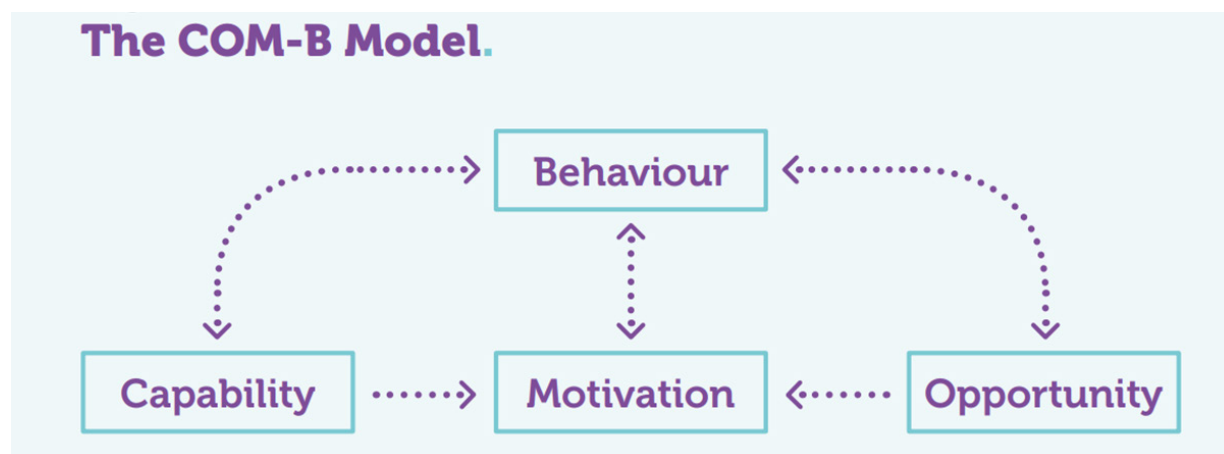 The COM-B Model.
Behaviour
Capability
Motivation
Opportunity